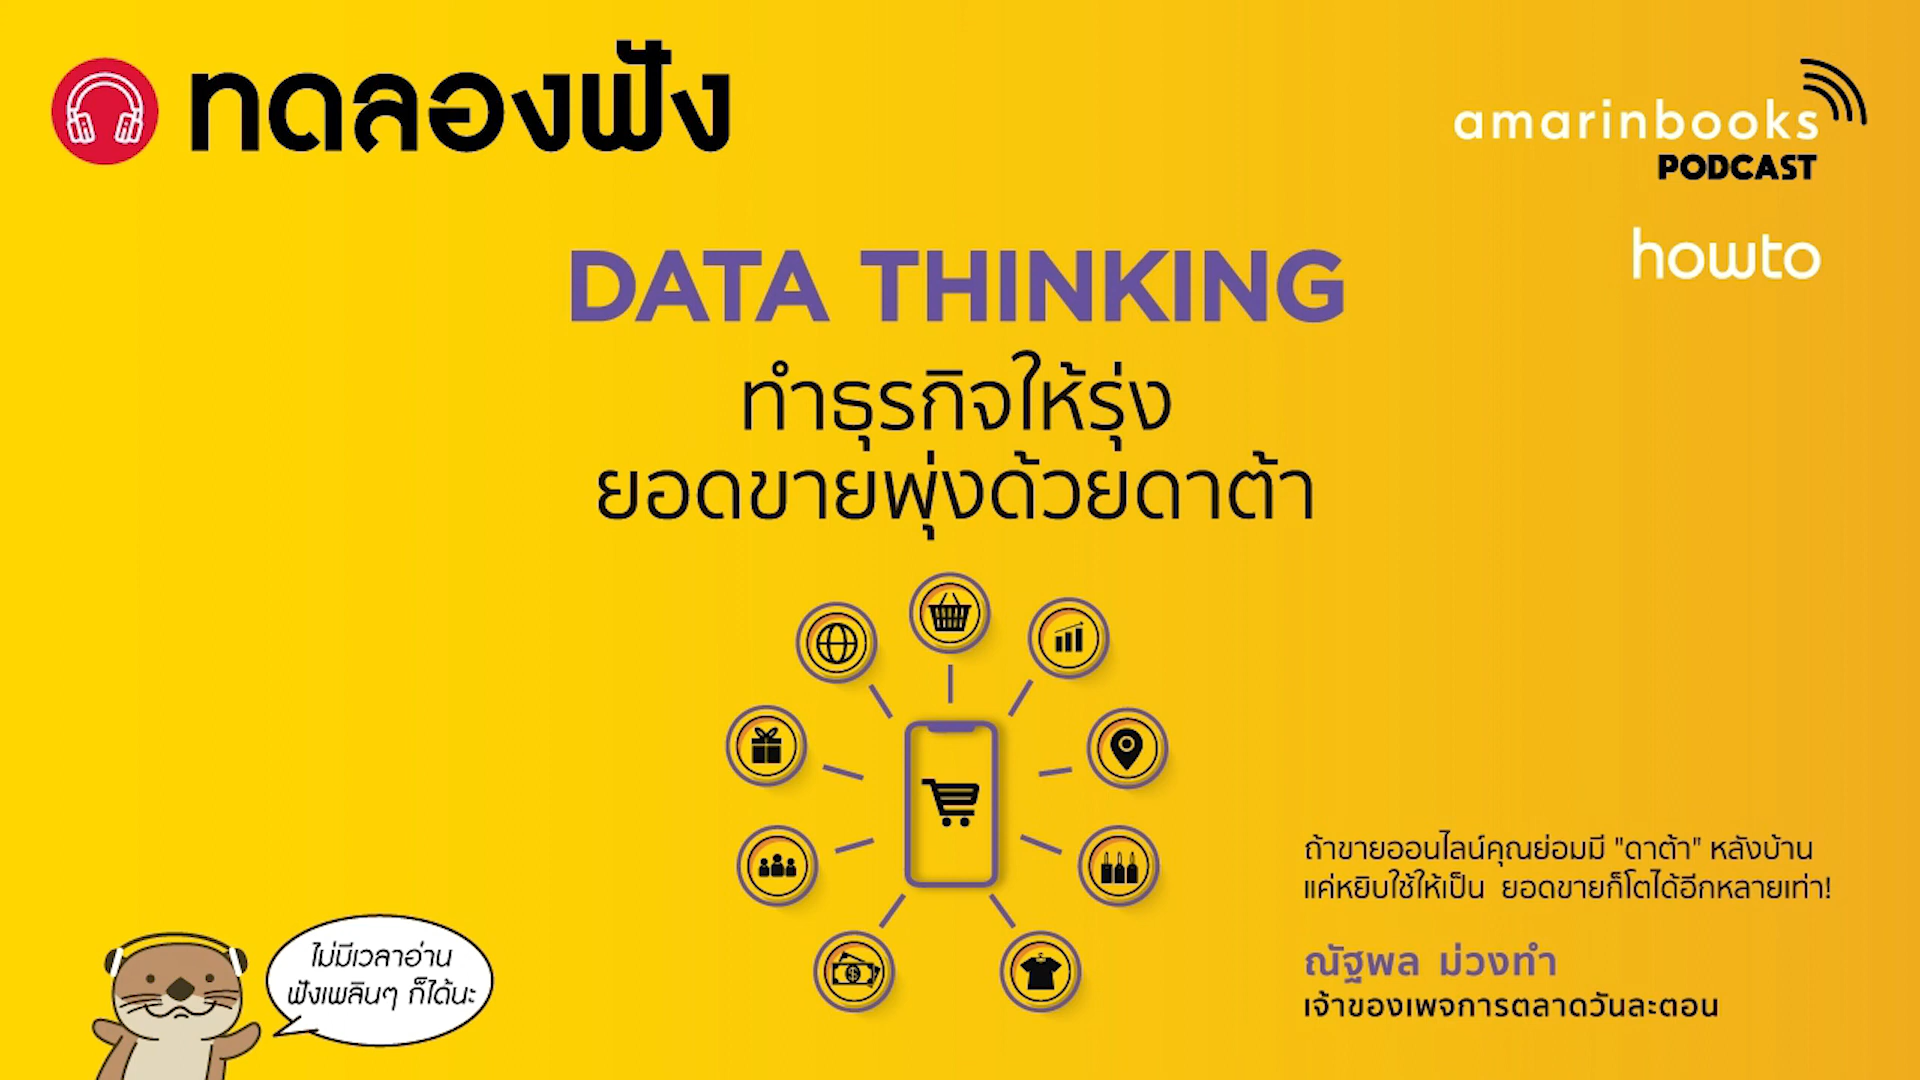 ทดลองฟัง
amarinbooks
PODCAST
howto
DATA THINKING
ทำธุรกิจให้รุ่ง
ยอดขายพุ่งด้วยดาต้า
ถ้าขายออนไลน์คุณย่อมมี "ดาต้า" หลังบ้าน
แค่หยิบใช้ให้เป็น ยอดขายก็โตได้อีกหลายเท่า!
ณัฐพล ม่วงทำ
เจ้าของเพจการตลาดวันละตอน
ไม่มีเวลาอ่าน
ฟังเพลินๆ ก็ได้นะ